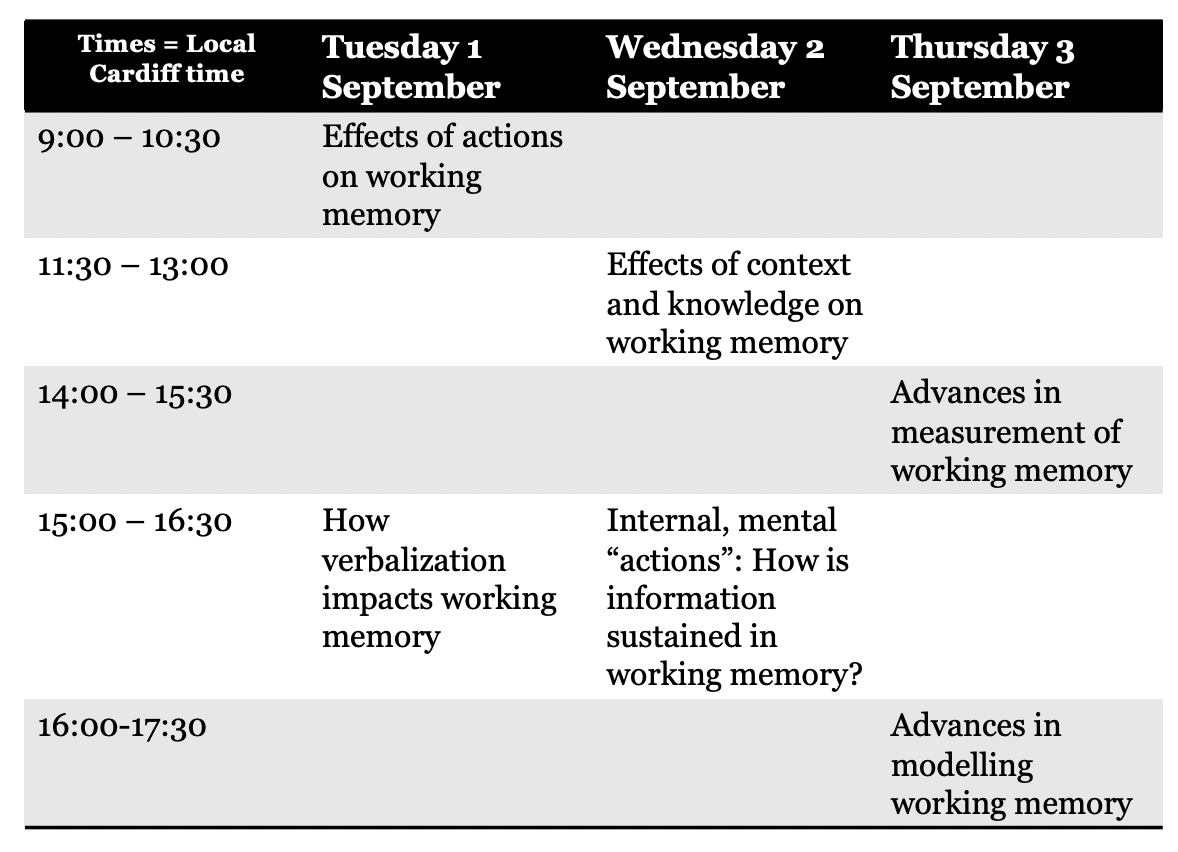 Times = Local
Cardiff time
Tuesday 1
September
Wednesday 2
September
Thursday 3
September
9:00 – 10:30
Effects of actions
on working
memory
11:30 – 13:00
Effects of context
and knowledge on
working memory
14:00 – 15:30
Advances in
measurement of
working memory
15:00 – 16:30
How
verbalization
impacts working
memory
Internal, mental
“actions”: How is
information
sustained in
working memory?
16:00-17:30
Advances in
modelling
working memory